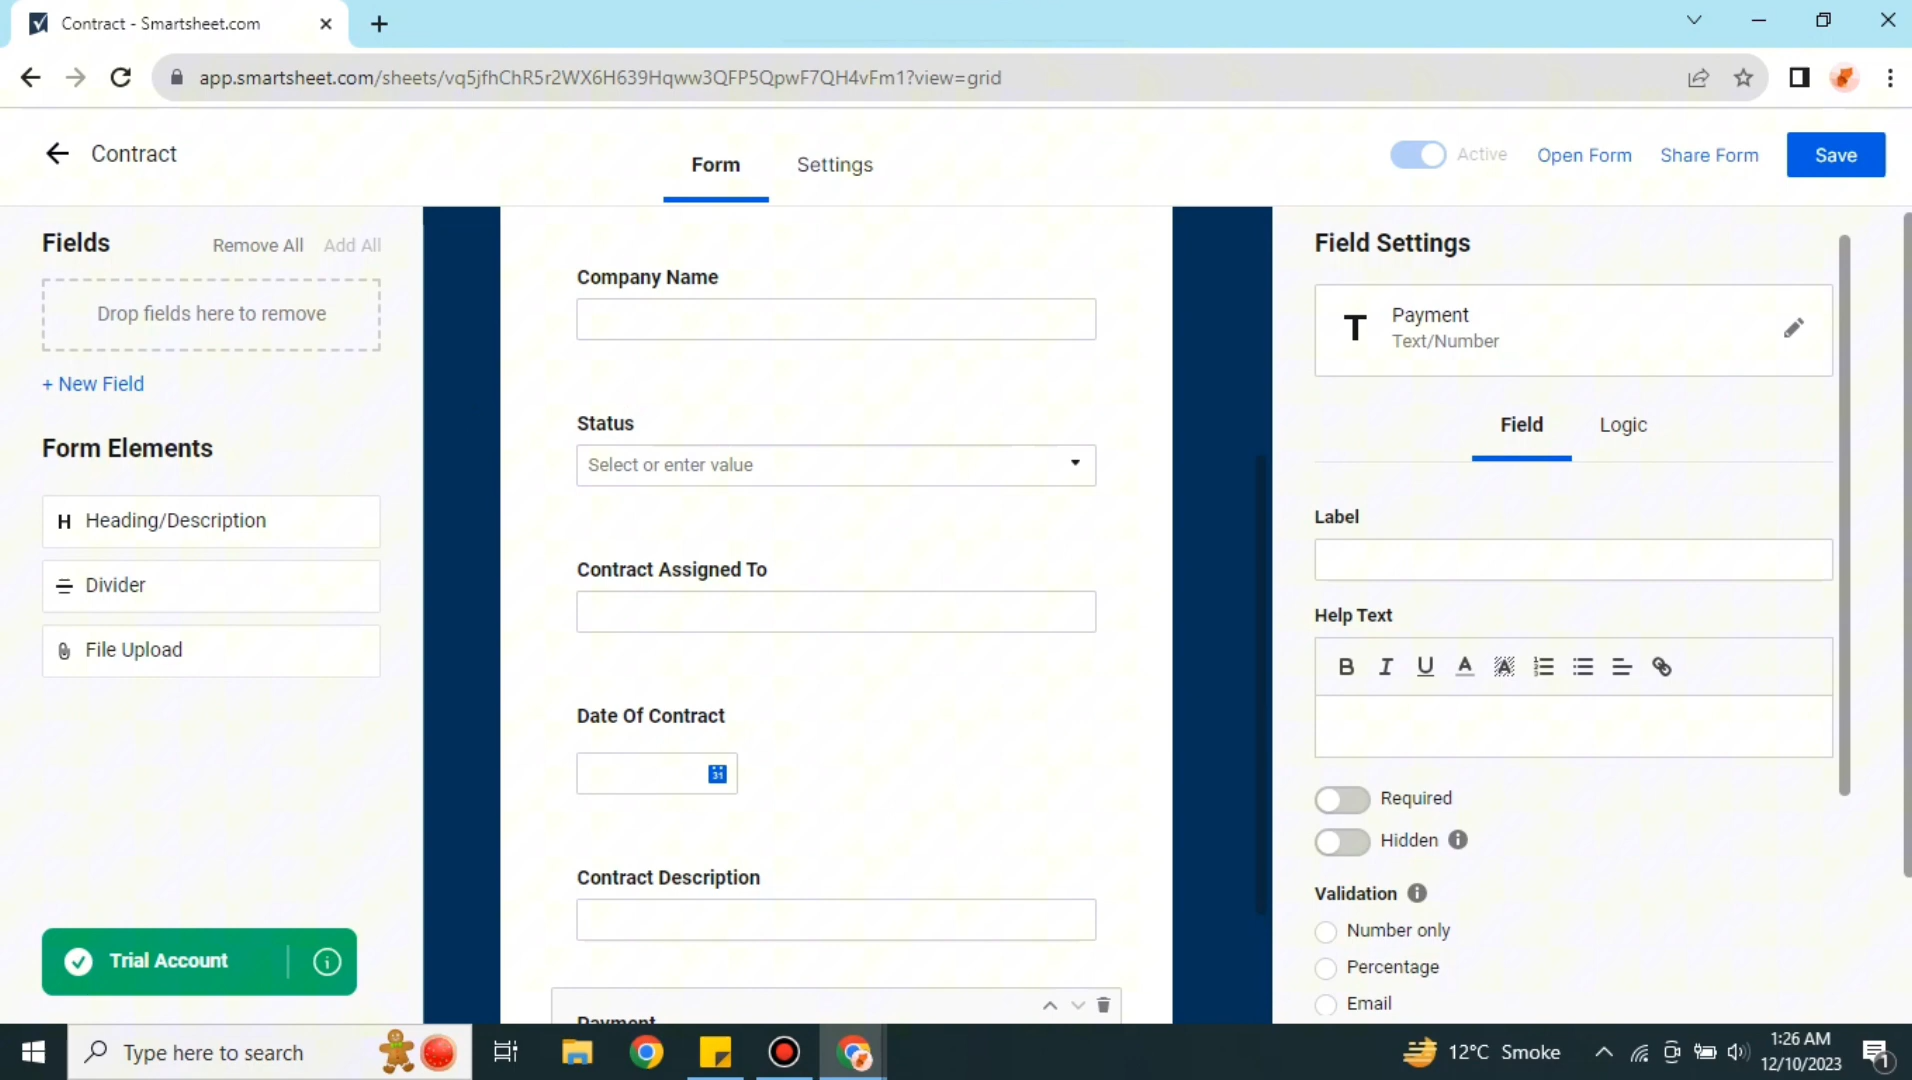 Contract - Smartsheet.com
app.smartsheet.com/sheets/vq5jfhChR5r2WX6H639Hqww3QFP5QpwF7QH4vFm1?view=grid
Contract
Form
Settings
Active
Open Form
Share Form
Save
Fields
Remove All
Add All
Drop fields here to remove
+ New Field
Form Elements
H Heading/Description
Divider
File Upload
Trial Account
Company Name
Status
Select or enter value
Contract Assigned To
Date Of Contract
31
Contract Description
Payment
Field Settings
T
Payment
Text/Number
Field
Logic
Label
Help Text
B I U A A
Required
Hidden
Validation
Number only
Percentage
Email
Type here to search
12°C Smoke
1:26 AM
12/10/2023
1